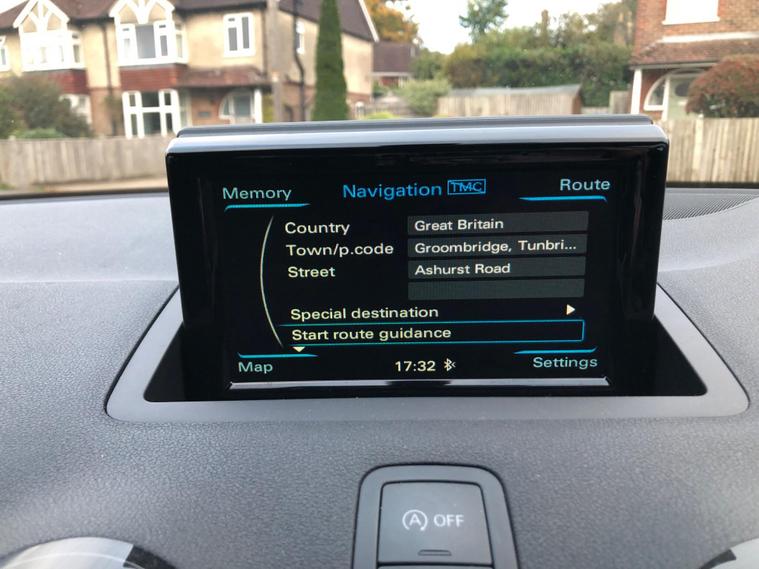 Memory
Navigation TMC
Route
Country Great Britain
Town/p.code Groombridge, Tunbri...
Street Ashurst Road
Special destination
Start route guidance
Map
17:32
Settings
A OFF